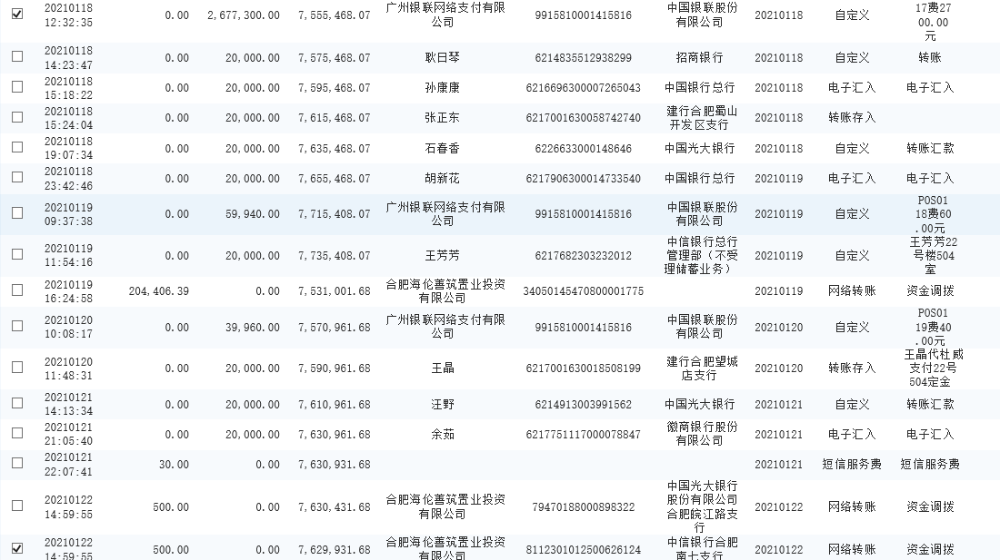 20210118 12:32:35 0.00 2,677,300.00 7,555,468.07 广州银联网络支付有限公司 9915810001415816 中国银联股份有限公司 20210118 自定义 17费2700.00元
20210118 14:23:47 0.00 20,000.00 7,575,468.07 耿日琴 6214835512938299 招商银行 20210118 自定义 转账
20210118 15:18:22 0.00 20,000.00 7,595,468.07 孙康康 6216696300007265043 中国银行总行 20210118 电子汇入 电子汇入
20210118 15:24:04 0.00 20,000.00 7,615,468.07 张正东 6217001630058742740 建行合肥蜀山开发区支行 20210118 转账存入
20210118 19:07:34 0.00 20,000.00 7,635,468.07 石春香 6226633000148646 中国光大银行 20210118 自定义 转账汇款
20210118 23:42:46 0.00 20,000.00 7,655,468.07 胡新花 6217906300014733540 中国银行总行 20210119 电子汇入 电子汇入
20210119 09:37:38 0.00 59,940.00 7,715,408.07 广州银联网络支付有限公司 9915810001415816 中国银联股份有限公司 20210119 自定义 POS0118费60.00元
20210119 11:54:16 0.00 20,000.00 7,735,408.07 王芳芳 6217682303232012 中信银行总行管理部（不受理储蓄业务） 20210119 自定义 王芳芳22号楼504室
20210119 16:24:58 204,406.39 0.00 7,531,001.68 合肥海伦善筑置业投资有限公司 34050145470800001775 20210119 网络转账 资金调拨
20210120 10:08:17 0.00 39,960.00 7,570,961.68 广州银联网络支付有限公司 9915810001415816 中国银联股份有限公司 20210120 自定义 POS0119费40.00元
20210120 11:48:31 0.00 20,000.00 7,590,961.68 王晶 6217001630018508199 建行合肥望城店支行 20210120 转账存入 王晶代杜威支付22号504定金
20210121 14:13:34 0.00 20,000.00 7,610,961.68 汪野 6214913003991562 中国光大银行 20210121 自定义 转账汇款
20210121 21:05:40 0.00 20,000.00 7,630,961.68 余茹 6217751117000078847 徽商银行股份有限公司 20210121 电子汇入 电子汇入
20210121 22:07:41 30.00 0.00 7,630,931.68 20210121 短信服务费 短信服务费
20210122 14:59:55 500.00 0.00 7,630,431.68 合肥海伦善筑置业投资有限公司 79470188000898322 中国光大银行股份有限公司合肥皖江路支行 20210122 网络转账 资金调拨
20210122 14:59:55 500.00 0.00 7,629,931.68 合肥海伦善筑置业投资有限公司 8112301012500626124 中信银行合肥南七支行 20210122 网络转账 资金调拨